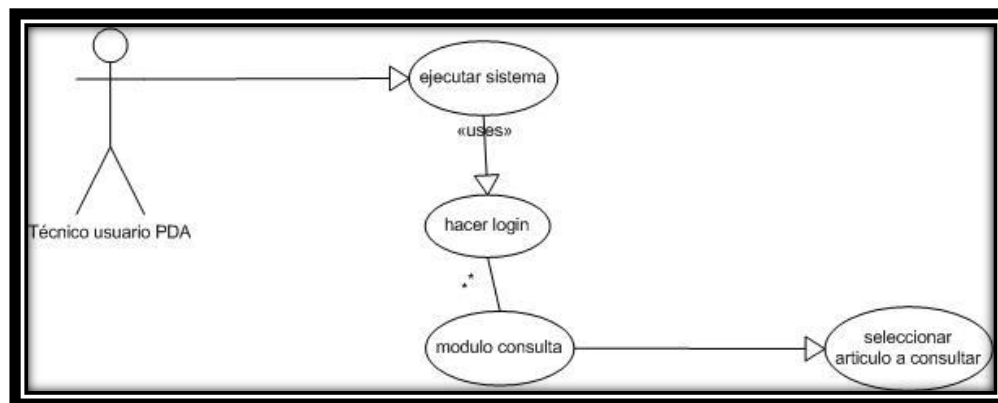 ejecutar sistema
«uses»
hacer login
Técnico usuario PDA
*
*
modulo consulta
seleccionar
articulo a consultar